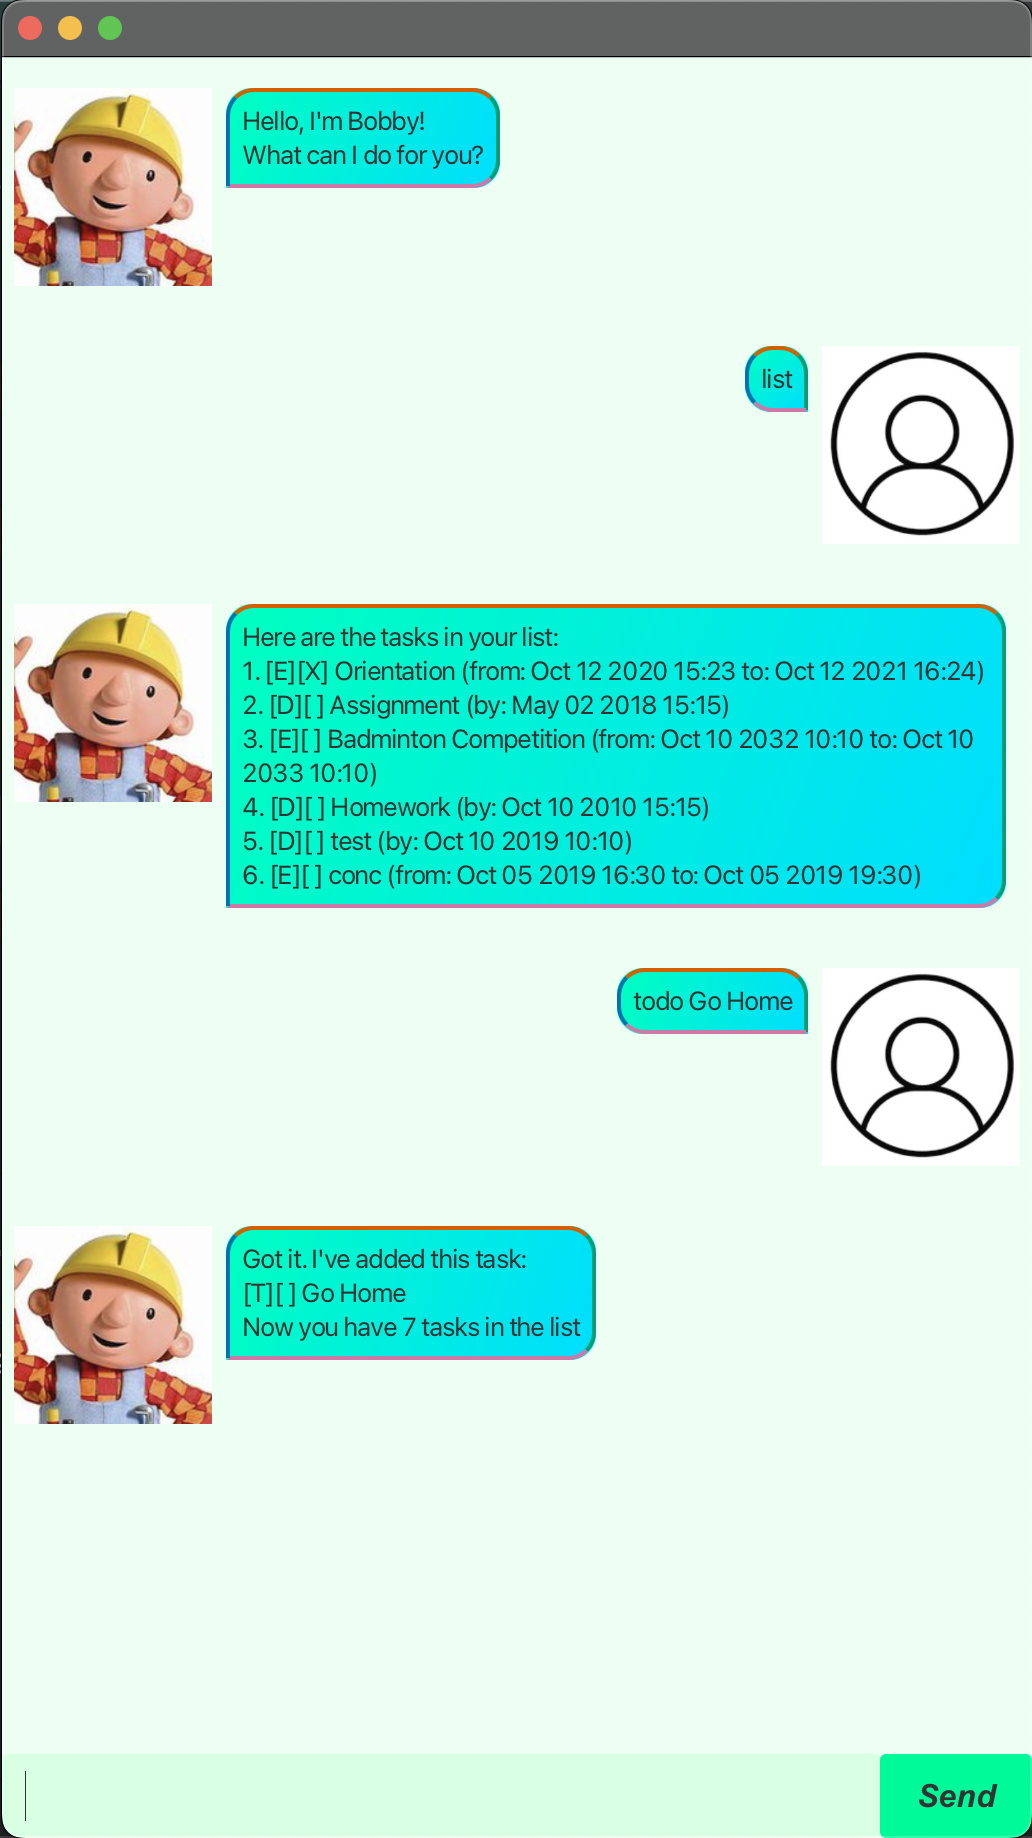 Hello, I'm Bobby!
What can I do for you?
list
Here are the tasks in your list:
1. [E][X] Orientation (from: Oct 12 2020 15:23 to: Oct 12 2021 16:24)
2. [D][ ] Assignment (by: May 02 2018 15:15)
3. [E][ ] Badminton Competition (from: Oct 10 2032 10:10 to: Oct 10
2033 10:10)
4. [D][ ] Homework (by: Oct 10 2010 15:15)
5. [D][ ] test (by: Oct 10 2019 10:10)
6. [E][ ] conc (from: Oct 05 2019 16:30 to: Oct 05 2019 19:30)
todo Go Home
Got it. I've added this task:
[T][ ] Go Home
Now you have 7 tasks in the list
Send